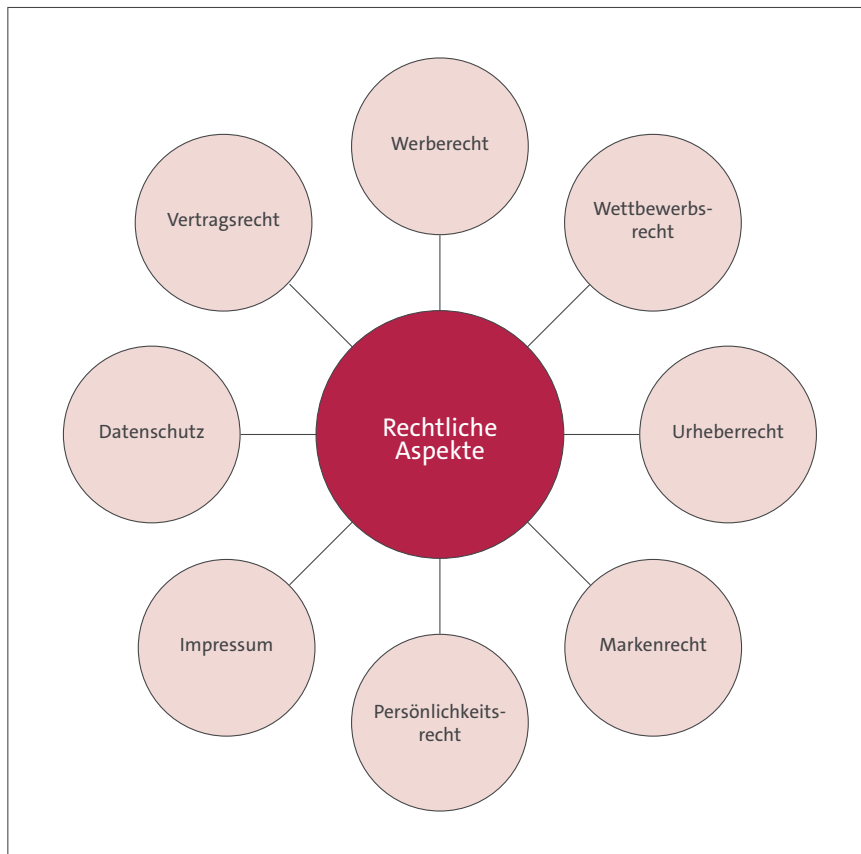 Werberecht
Vertragsrecht
Wettbewerbs-
recht
Datenschutz
Rechtliche
Aspekte
Urheberrecht
Impressum
Markenrecht
Persönlichkeits-
recht